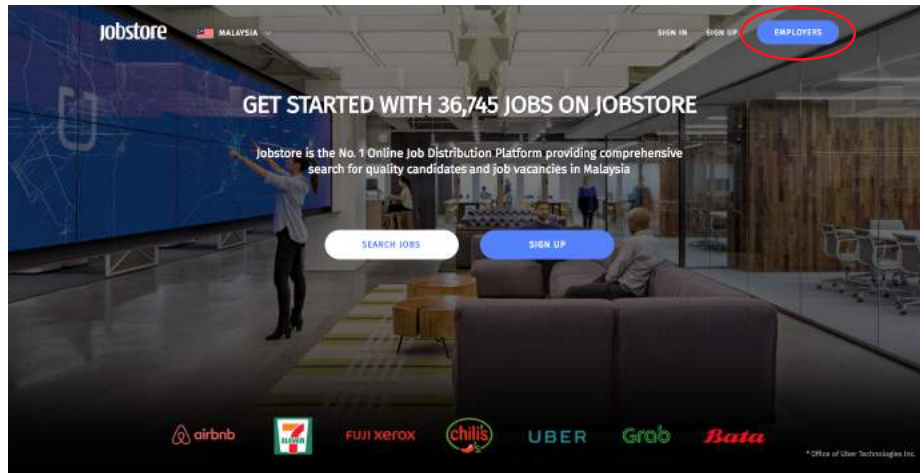 jobstore
MALAYSIA
SIGN IN
SIGN UP
EMPLOYERS
GET STARTED WITH 36,745 JOBS ON JOBSTORE
Jobstore is the No. 1 Online Job Distribution Platform providing comprehensive
search for quality candidates and job vacancies in Malaysia
SEARCH JOBS
SIGN UP
airbnb
7
ELEVEN
FUJI XEROX
chili's
UBER
Grab
Bata
* Office of Uber Technologies Inc.